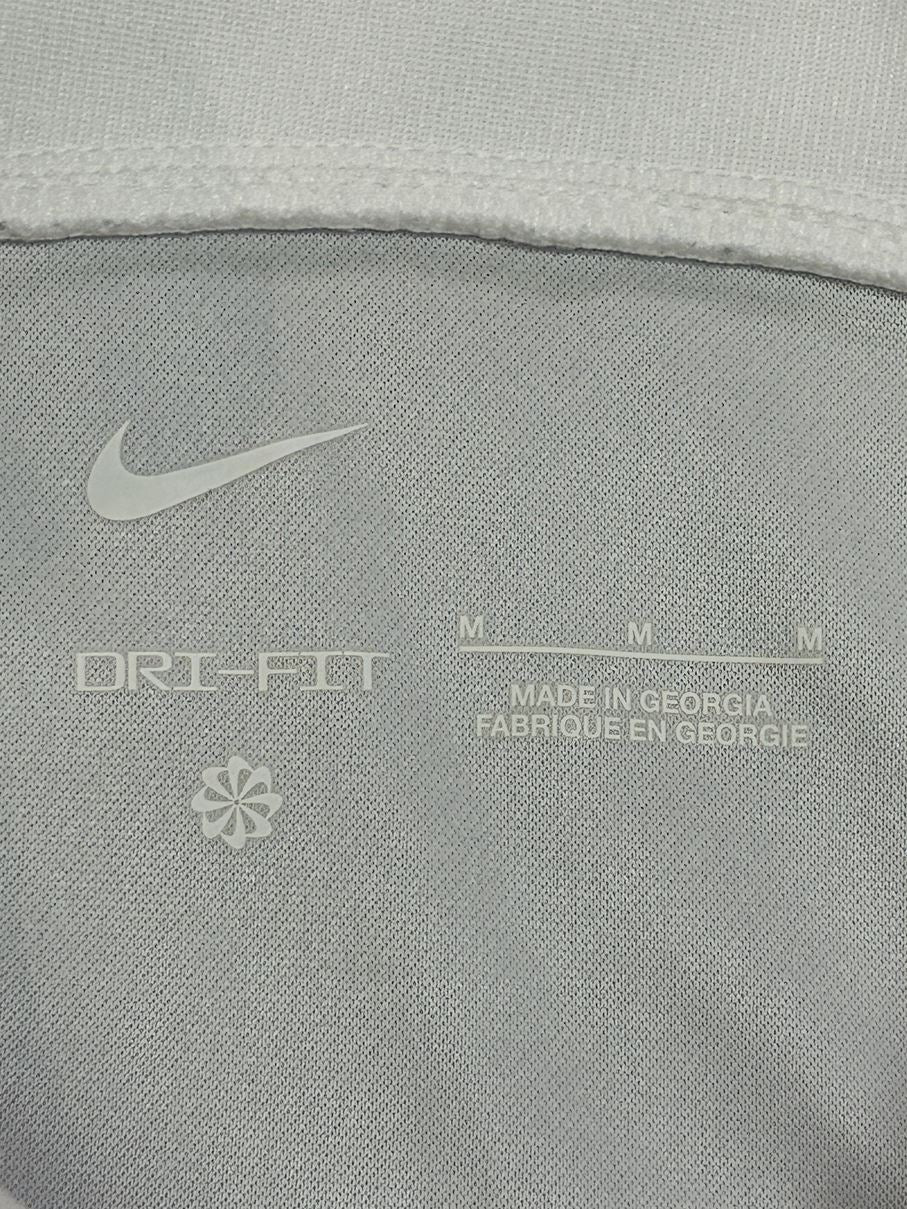 DRI-FIT
M M M
MADE IN GEORGIA
FABRIQUE EN GEORGIE